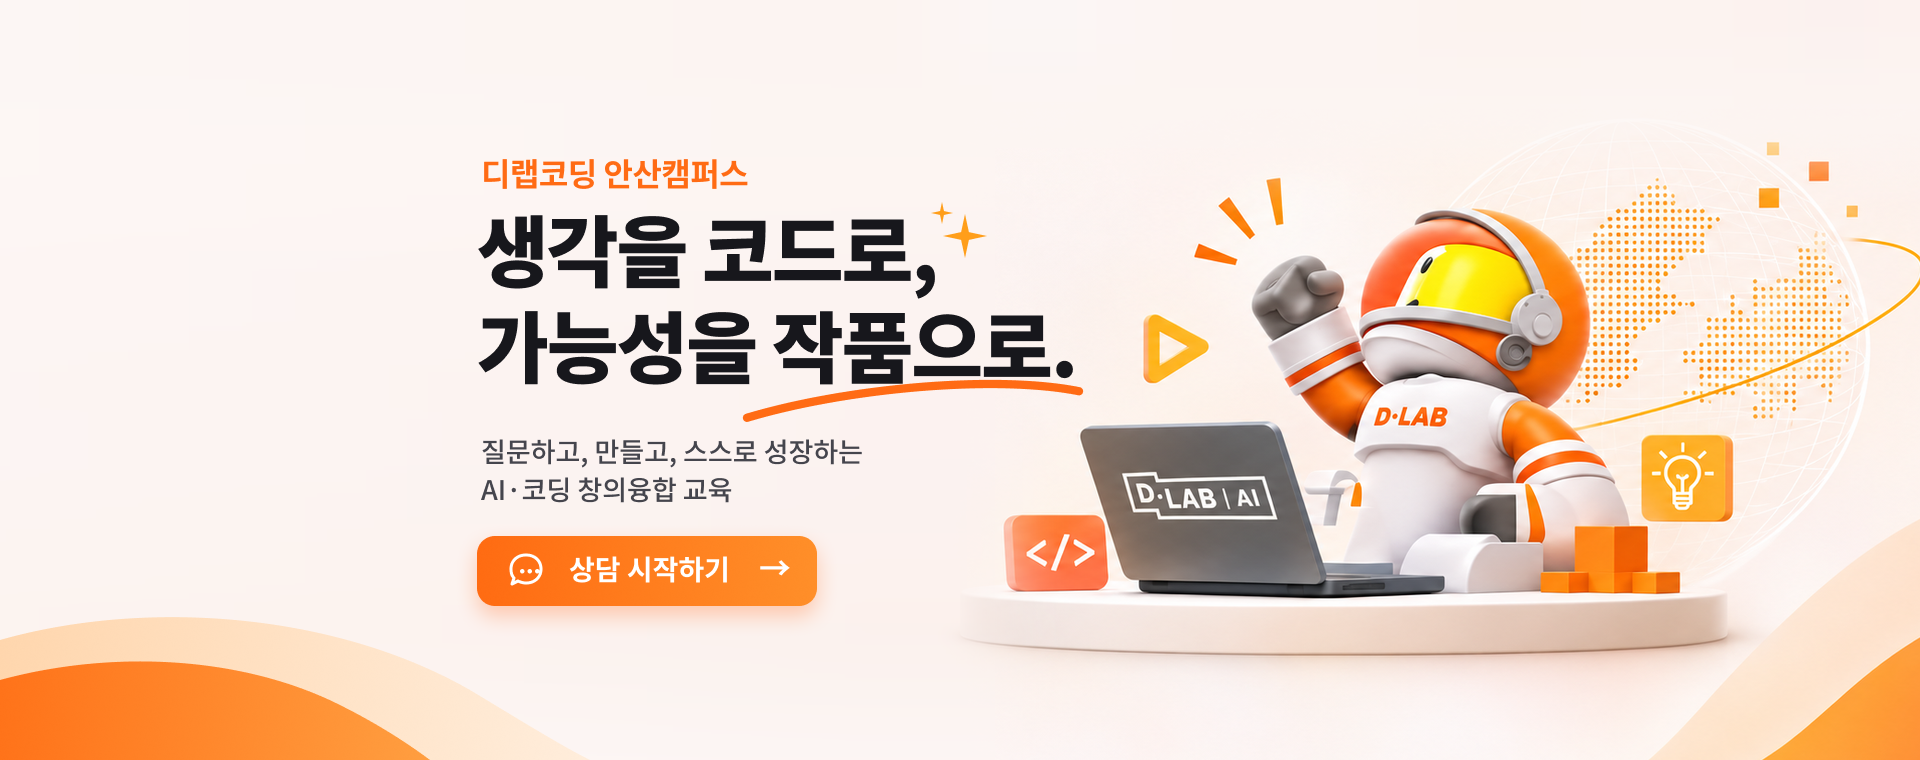 디랩코딩 안산캠퍼스
생각을 코드로,
가능성을 작품으로.
질문하고, 만들고, 스스로 성장하는
AI·코딩 창의융합 교육
상담 시작하기 →
D·LAB
D·LAB | AI
</>